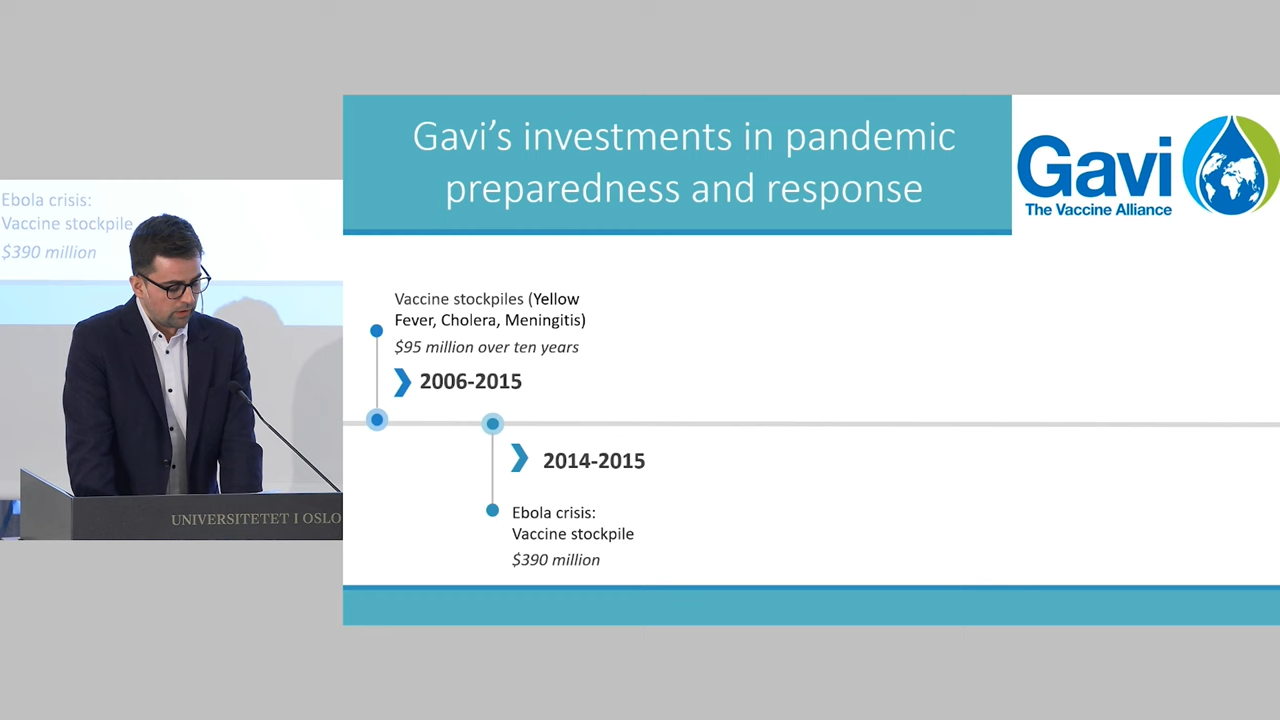 Ebola crisis:
Vaccine stockpile
$390 million
UNIVERSITETET I OSLO
Gavi's investments in pandemic
preparedness and response
Gavi
The Vaccine Alliance
Vaccine stockpiles (Yellow
Fever, Cholera, Meningitis)
$95 million over ten years
2006-2015
2014-2015
Ebola crisis:
Vaccine stockpile
$390 million